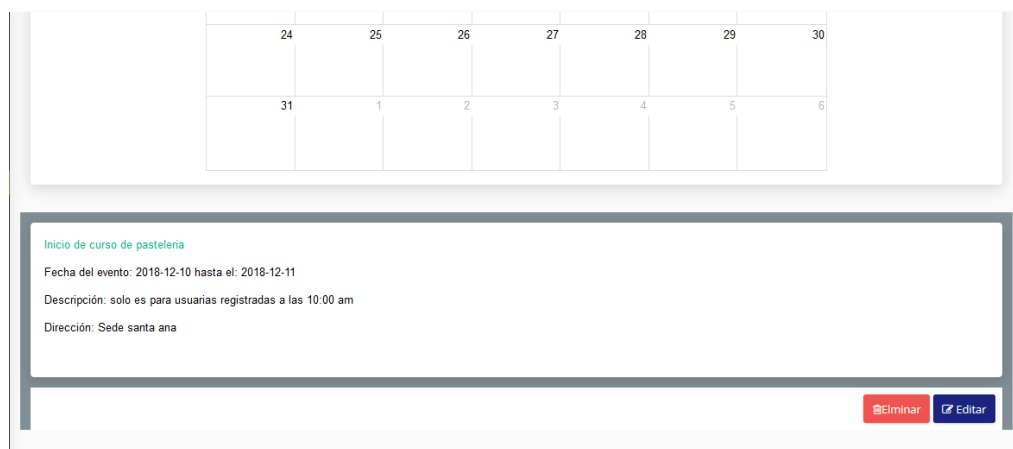 24 25 26 27 28 29 30
31 1 2 3 4 5 6
Inicio de curso de pasteleria
Fecha del evento: 2018-12-10 hasta el: 2018-12-11
Descripción: solo es para usuarias registradas a las 10:00 am
Dirección: Sede santa ana
Elminar Editar